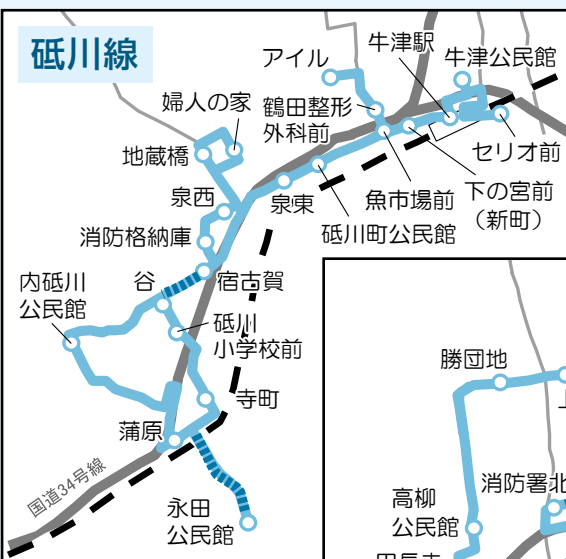 砥川線
アイル
牛津駅
牛津公民館
婦人の家
鶴田整形
外科前
地蔵橋
セリオ前
泉西
泉東
魚市場前
下の宮前
（新町）
砥川町公民館
消防格納庫
内砥川
公民館
谷
宿古賀
砥川
小学校前
寺町
蒲原
国道34号線
永田
公民館
勝団地
消防署北
高柳
公民館